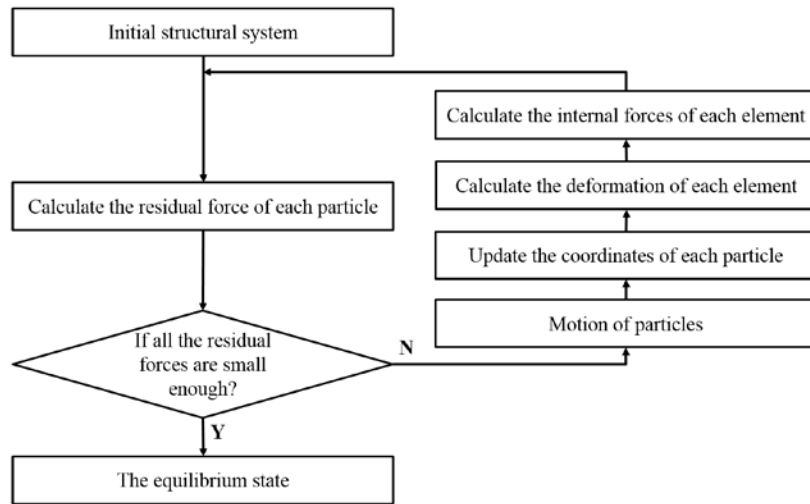 Initial structural system
Calculate the residual force of each particle
If all the residual
forces are small
enough?
N
Y
The equilibrium state
Motion of particles
Update the coordinates of each particle
Calculate the deformation of each element
Calculate the internal forces of each element